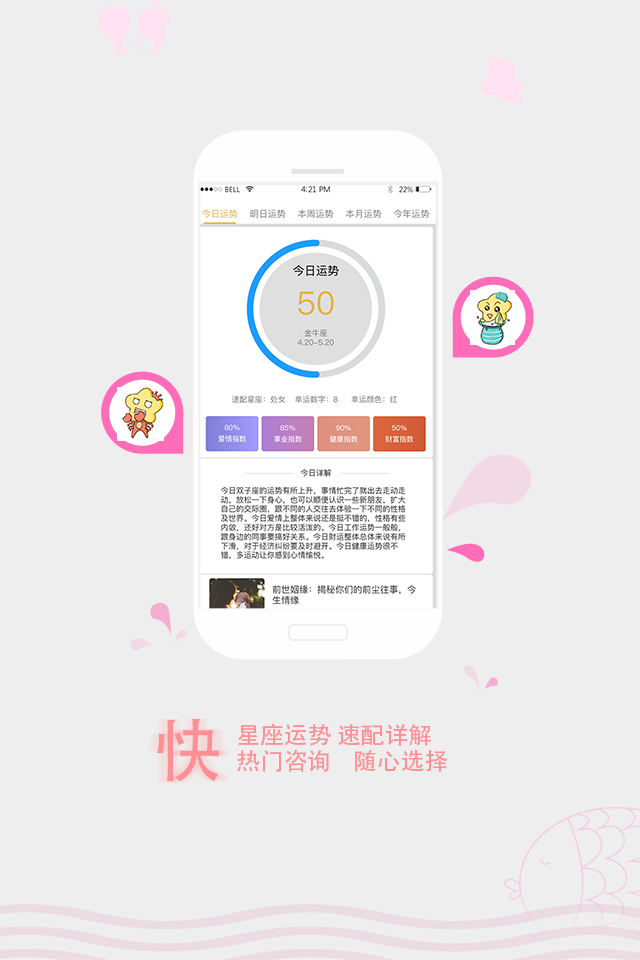 BELL 4:21 PM 22%
今日运势 明日运势 本周运势 本月运势 今年运势
今日运势
50
金牛座
4.20–5.20
速配星座：处女 幸运数字：8 幸运颜色：红
80% 85% 90% 50%
爱情指数 事业指数 健康指数 财富指数
今日详解
今日双子座的运势有所上升，事情忙完了就出去走动走
动，放松一下身心，也可以顺便认识一些新朋友，扩大
自己的交际圈，跟不同的人交往去体验一下不同的性格
及世界。今日爱情上整体来说还是挺不错的，性格有些
内敛，还好对方是比较活泼的。今日工作运势一般般，
跟身边的同事要搞好关系。今日财运整体总体来说有所
下滑，对于经济纠纷要及时避开。今日健康运势很不
错，多运动让你感到心情愉悦。
前世姻缘：揭秘你们的前尘往事，今
生情缘
快 星座运势 速配详解
热门咨询 随心选择